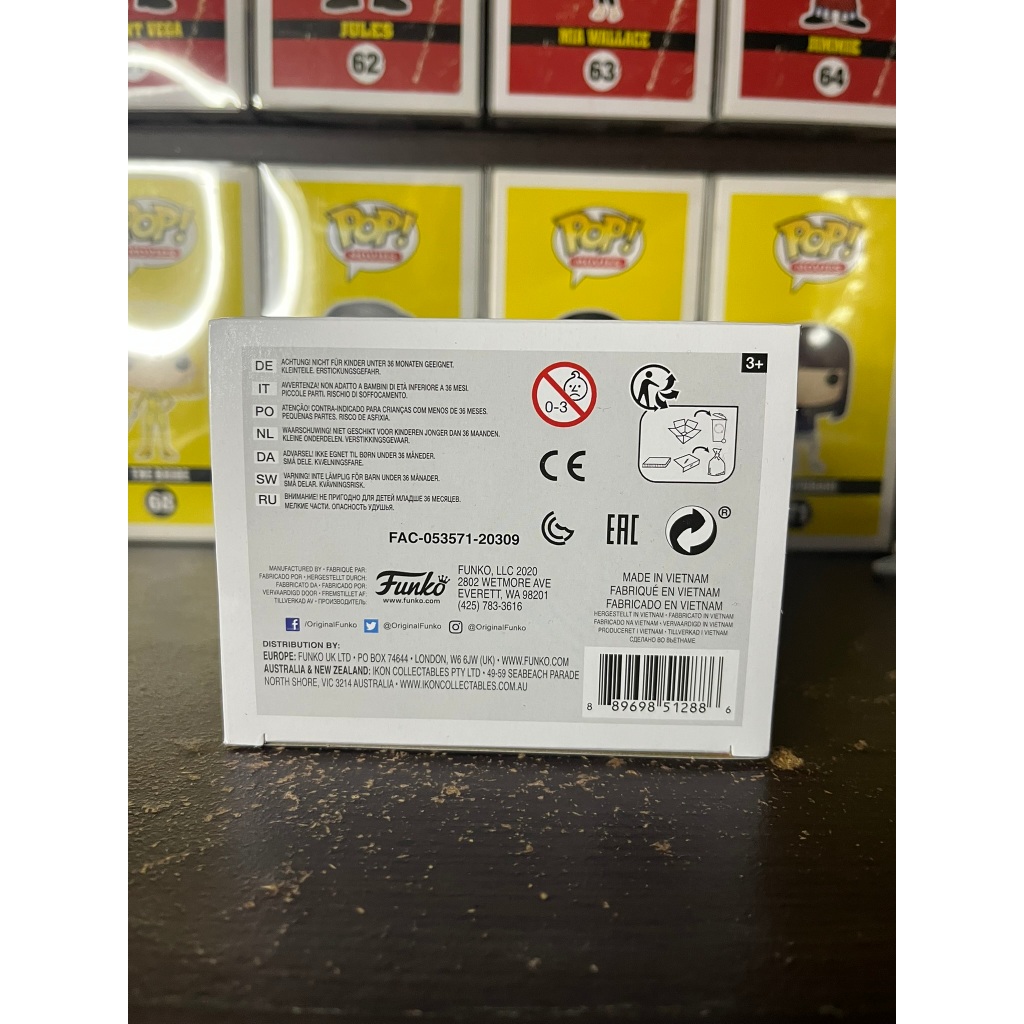 NT VEGA
JULES
62
MIA WALLACE
63
JIMMIE
64
POP!
POP!
POP!
POP!
THE BRIDE
68
3+
DE ACHTUNG! NICHT FÜR KINDER UNTER 36 MONATEN GEEIGNET.
KLEINTEILE. ERSTICKUNGSGEFAHR.
IT AVVERTENZA! NON ADATTO A BAMBINI DI ETÀ INFERIORE A 36 MESI.
PICCOLE PARTI. RISCHIO DI SOFFOCAMENTO.
PO ATENÇÃO! CONTRA-INDICADO PARA CRIANÇAS COM MENOS DE 36 MESES.
PEQUENAS PARTES. RISCO DE ASFIXIA.
NL WAARSCHUWING! NIET GESCHIKT VOOR KINDEREN JONGER DAN 36 MAANDEN.
KLEINE ONDERDELEN. VERSTIKKINGSGEVAAR.
DA ADVARSEL! IKKE EGNET TIL BØRN UNDER 36 MÅNEDER.
SMÅ DELE. KVÆLNINGSFARE.
SW VARNING! INTE LÄMPLIG FÖR BARN UNDER 36 MÅNADER.
SMÅ DELAR. KVÄVNINGSRISK.
RU ВНИМАНИЕ! НЕ ПРИГОДНО ДЛЯ ДЕТЕЙ МЛАДШЕ 36 МЕСЯЦЕВ.
МЕЛКИЕ ЧАСТИ. ОПАСНОСТЬ УДУШЬЯ.
0-3
CE
EAC
®
FAC-053571-20309
MANUFACTURED BY • FABRIQUÉ PAR:
FABRICADO POR • HERGESTELLT DURCH:
FABBRICATO DA • FABRICADO POR:
VERVAARDIGD DOOR • FREMSTILLET AF:
TILLVERKAD AV • ПРОИЗВОДИТЕЛЬ:
Funko
www.funko.com
FUNKO, LLC 2020
2802 WETMORE AVE
EVERETT, WA 98201
(425) 783-3616
MADE IN VIETNAM
FABRIQUÉ EN VIETNAM
FABRICADO EN VIETNAM
HERGESTELLT IN VIETNAM • FABBRICATO IN VIETNAM
FABRICADO NA VIETNAM • VERVAARDIGD IN VIETNAM
PRODUCERET I VIETNAM • TILLVERKAD I VIETNAM
СДЕЛАНО ВО ВЬЕТНАМЕ
/OriginalFunko @OriginalFunko @OriginalFunko
DISTRIBUTION BY:
EUROPE: FUNKO UK LTD • PO BOX 74644 • LONDON, W6 6JW (UK) • WWW.FUNKO.COM
AUSTRALIA & NEW ZEALAND: IKON COLLECTABLES PTY LTD • 49-59 SEABEACH PARADE
NORTH SHORE, VIC 3214 AUSTRALIA • WWW.IKONCOLLECTABLES.COM.AU
8 89698 51288 6